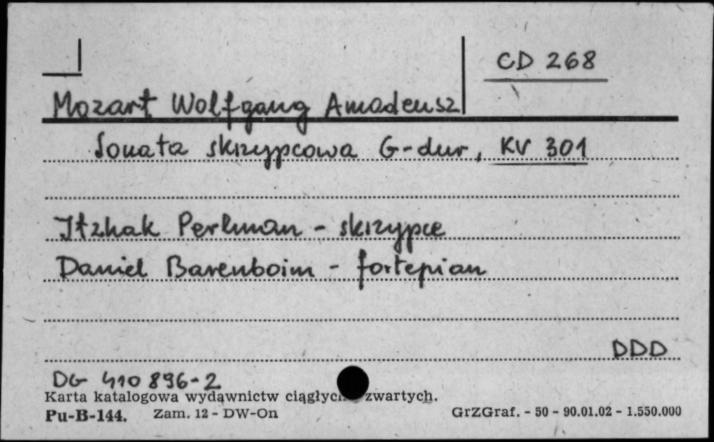 CD 268
Mozart Wolfgang Amadeusz
Sonata skrzypcowa G-dur, KV 301
Itzhak Perlman - skrzypce
Daniel Barenboim - fortepian
DDD
DG 410 896-2
Karta katalogowa wydawnictw ciągłych zwartych.
Pu-B-144. Zam. 12 - DW-On GrZGraf. - 50 - 90.01.02 - 1.550.000